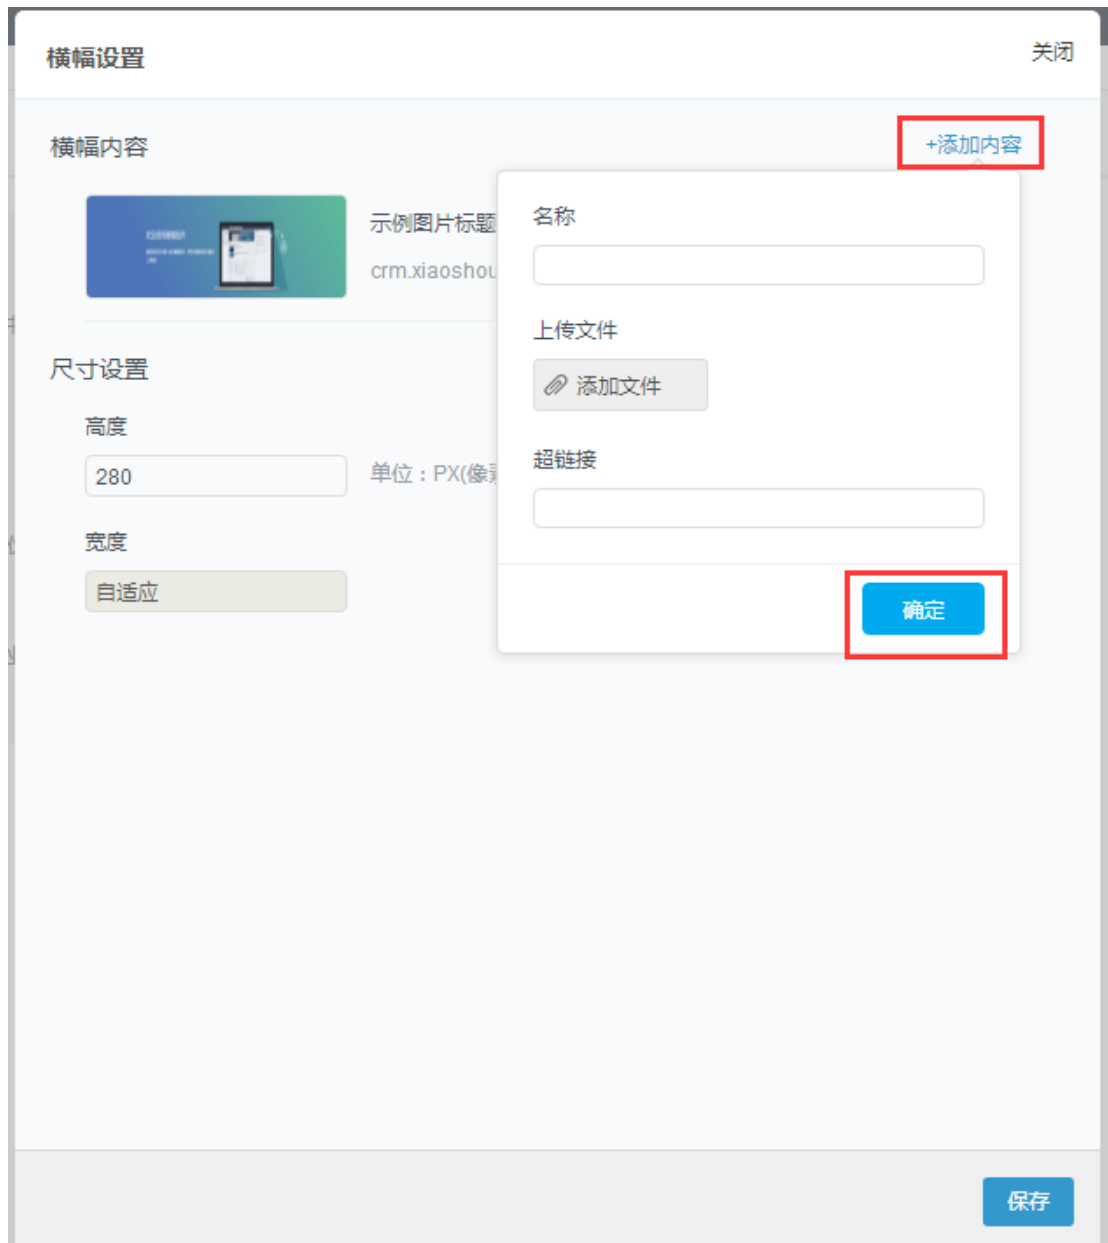 横幅设置
关闭
横幅内容
+添加内容
示例图片标题
crm.xiaoshou
名称
上传文件
添加文件
超链接
确定
尺寸设置
高度
280
单位：PX(像
宽度
自适应
保存